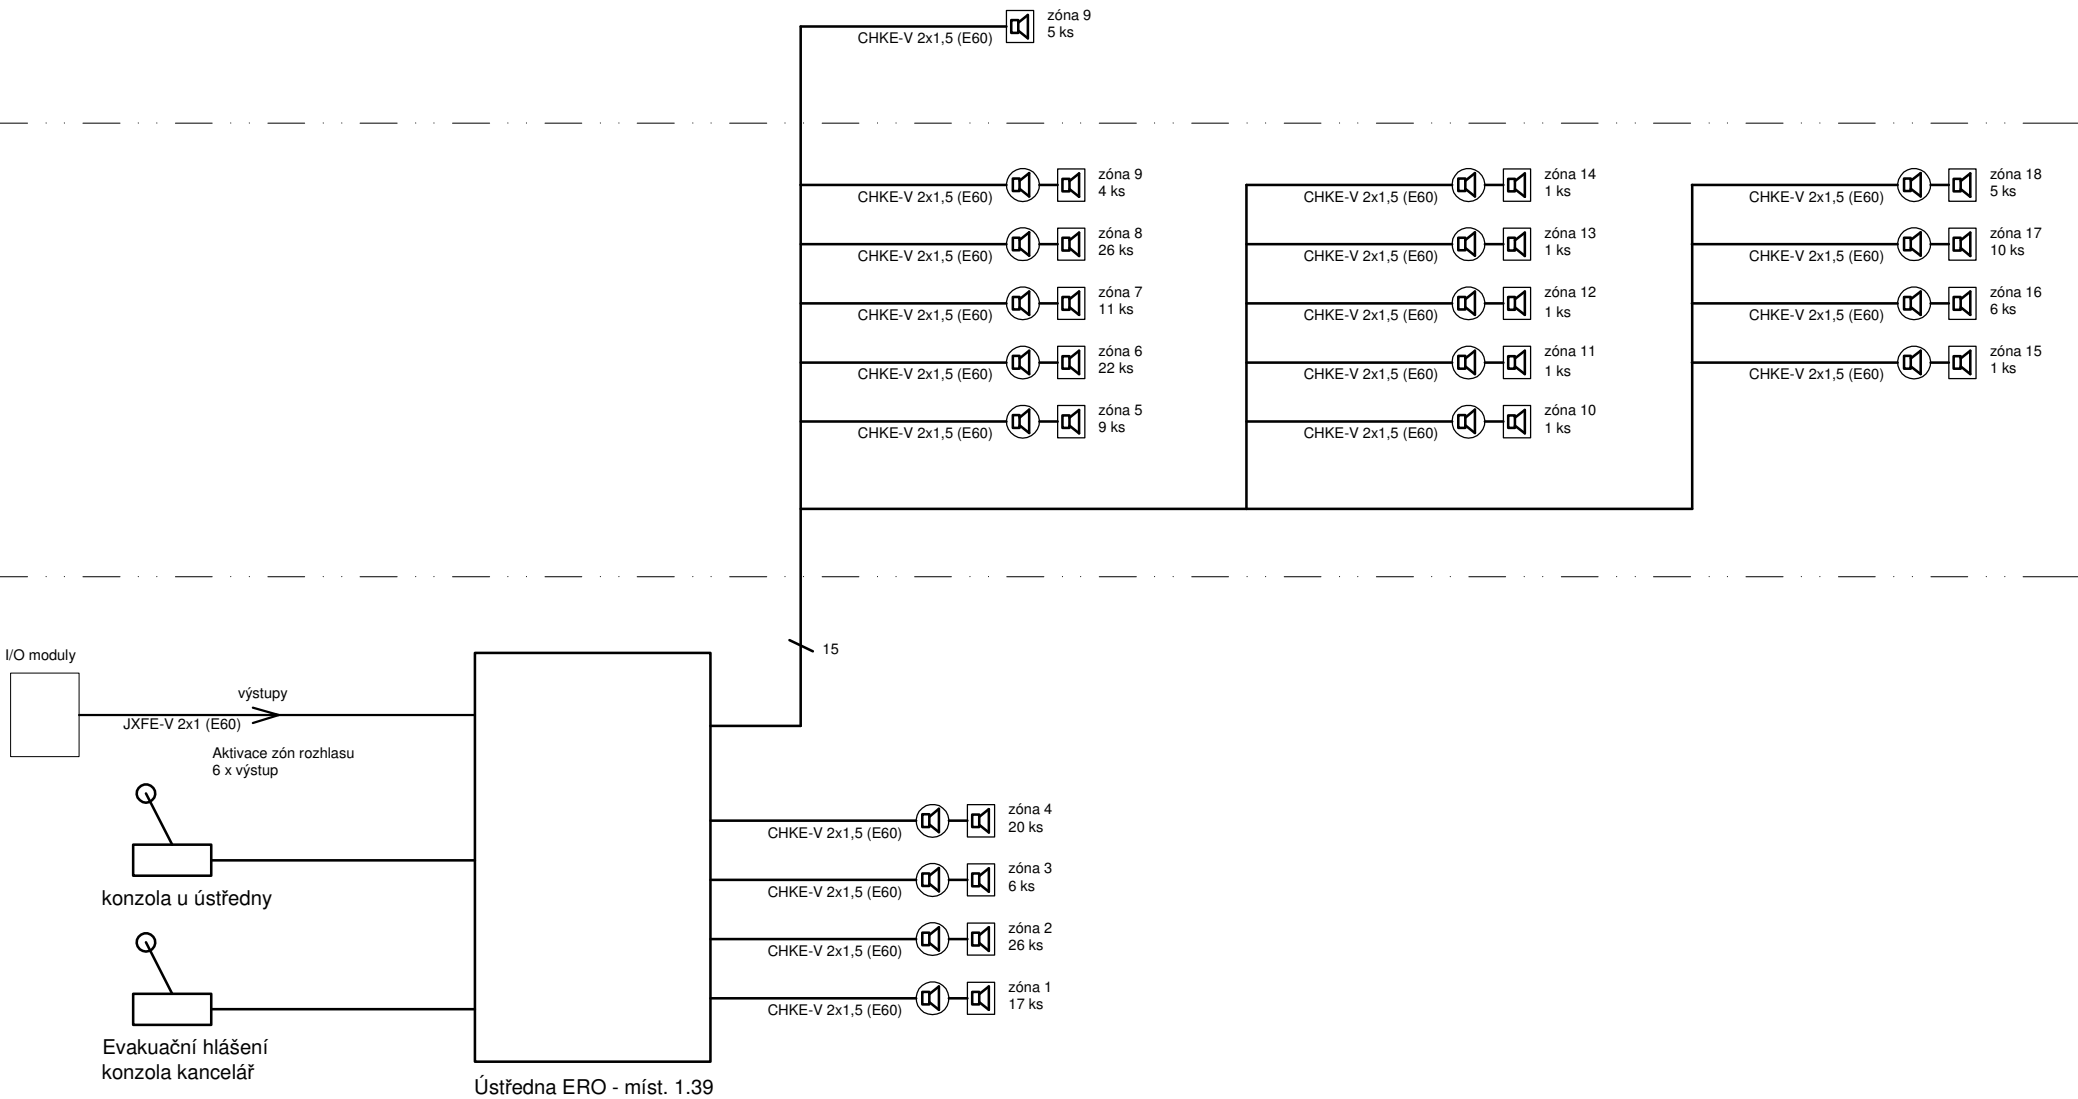 zóna 9
5 ks
CHKE-V 2x1,5 (E60)
zóna 9
4 ks
CHKE-V 2x1,5 (E60)
zóna 8
26 ks
CHKE-V 2x1,5 (E60)
zóna 7
11 ks
CHKE-V 2x1,5 (E60)
zóna 6
22 ks
CHKE-V 2x1,5 (E60)
zóna 5
9 ks
CHKE-V 2x1,5 (E60)
zóna 14
1 ks
CHKE-V 2x1,5 (E60)
zóna 13
1 ks
CHKE-V 2x1,5 (E60)
zóna 12
1 ks
CHKE-V 2x1,5 (E60)
zóna 11
1 ks
CHKE-V 2x1,5 (E60)
zóna 10
1 ks
CHKE-V 2x1,5 (E60)
zóna 18
5 ks
CHKE-V 2x1,5 (E60)
zóna 17
10 ks
CHKE-V 2x1,5 (E60)
zóna 16
6 ks
CHKE-V 2x1,5 (E60)
zóna 15
1 ks
CHKE-V 2x1,5 (E60)
15
I/O moduly
výstupy
JXFE-V 2x1 (E60)
Aktivace zón rozhlasu
6 x výstup
konzola u ústředny
Evakuační hlášení
konzola kancelář
Ústředna ERO - míst. 1.39
zóna 4
20 ks
CHKE-V 2x1,5 (E60)
zóna 3
6 ks
CHKE-V 2x1,5 (E60)
zóna 2
26 ks
CHKE-V 2x1,5 (E60)
zóna 1
17 ks
CHKE-V 2x1,5 (E60)